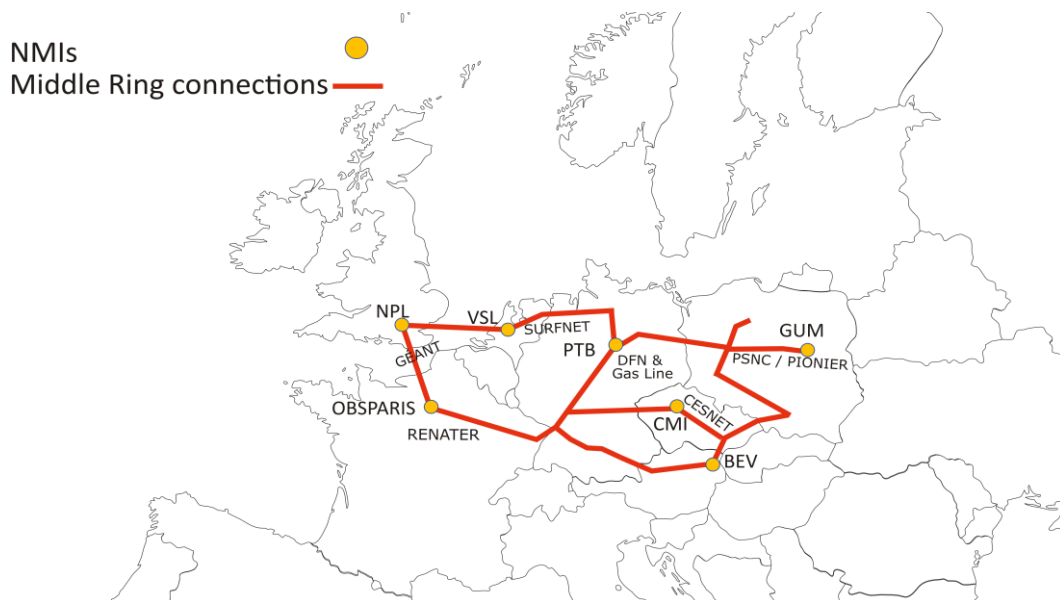 NMIs
Middle Ring connections
NPL
VSL
SURFNET
GEANT
PTB
DFN &
Gas Line
GUM
PSNC / PIONIER
OBSPARIS
RENATER
CMI
CESNET
BEV